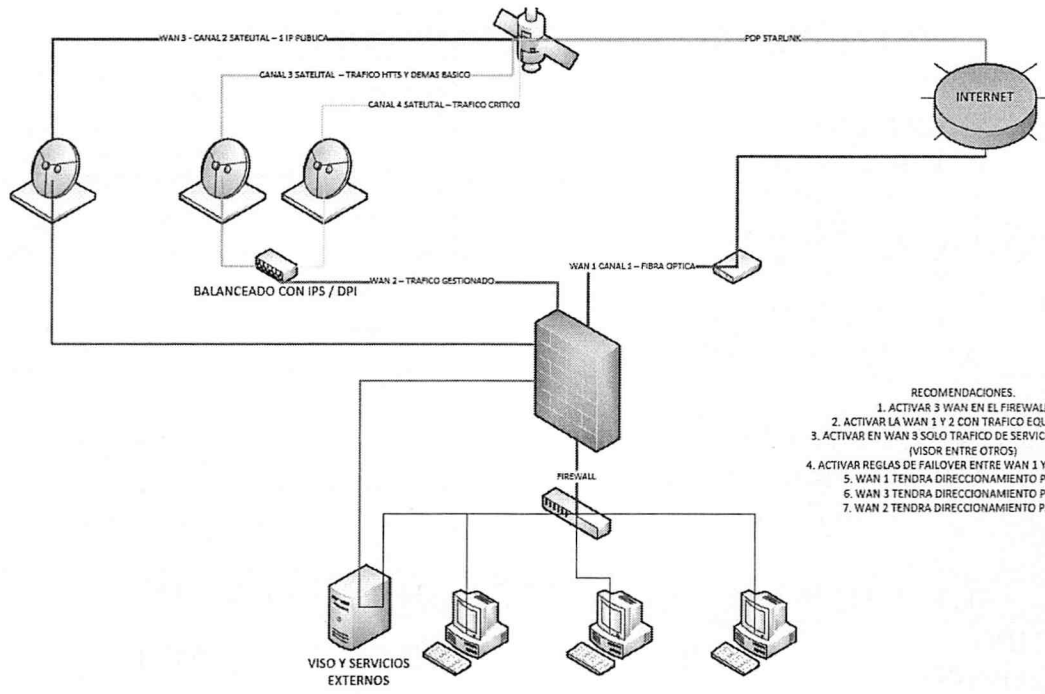 WAN 3 - CANAL 2 SATELITAL – 1 IP PUBLICA
POP STARLINK
CANAL 3 SATELITAL – TRAFICO HTTS Y DEMAS BASICO
CANAL 4 SATELITAL – TRAFICO CRITICO
INTERNET
WAN 1 CANAL 1 – FIBRA OPTICA
WAN 2 – TRAFICO GESTIONADO
BALANCEADO CON IPS / DPI
RECOMENDACIONES.
1. ACTIVAR 3 WAN EN EL FIREWALL
2. ACTIVAR LA WAN 1 Y 2 CON TRAFICO EQU
3. ACTIVAR EN WAN 3 SOLO TRAFICO DE SERVIC
(VISOR ENTRE OTROS)
4. ACTIVAR REGLAS DE FAILOVER ENTRE WAN 1 Y
5. WAN 1 TENDRA DIRECCIONAMIENTO P
6. WAN 3 TENDRA DIRECCIONAMIENTO P
7. WAN 2 TENDRA DIRECCIONAMIENTO P
FIREWALL
VISO Y SERVICIOS
EXTERNOS